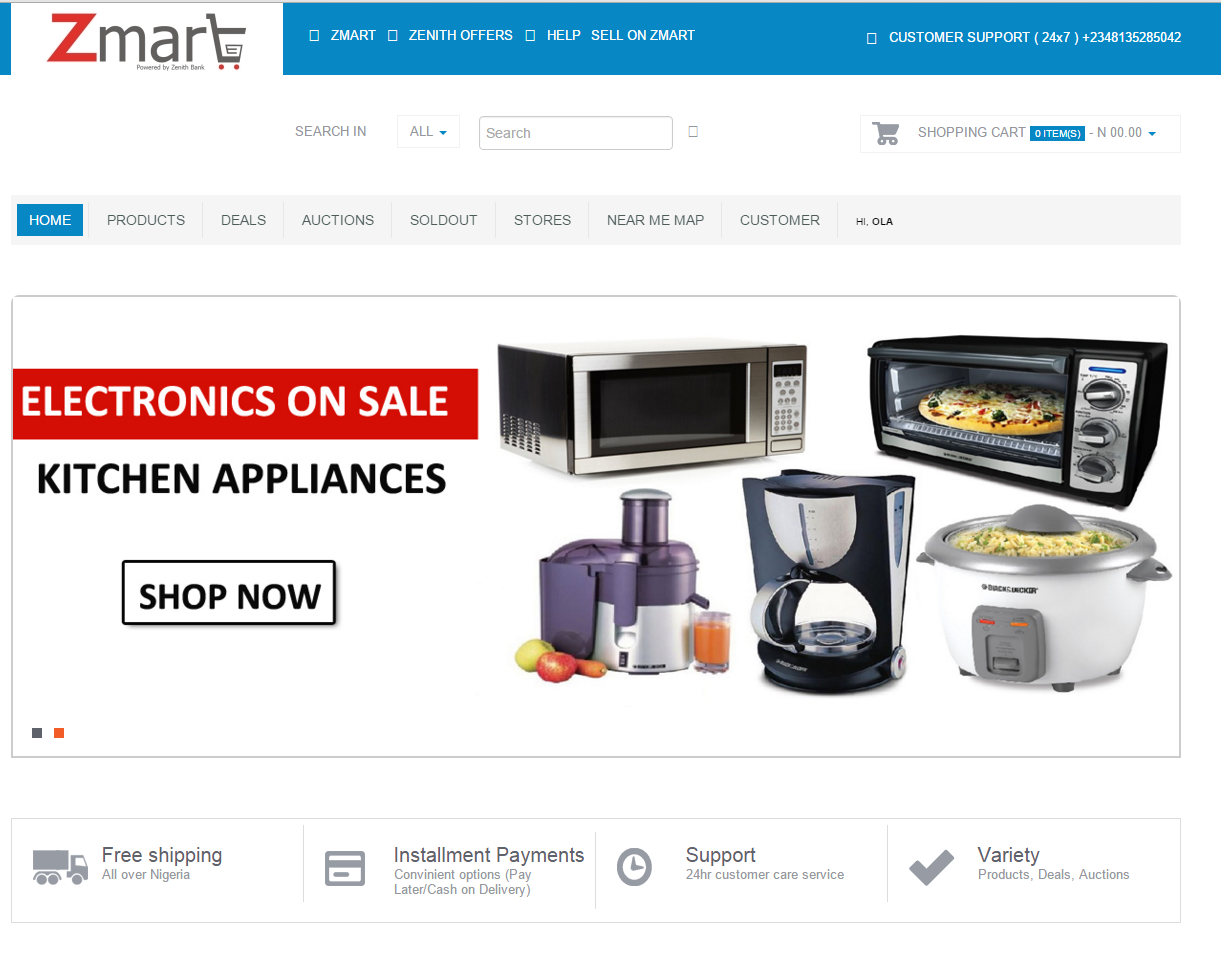 Zmart
Powered by Zenith Bank
ZMART ZENITH OFFERS HELP SELL ON ZMART
CUSTOMER SUPPORT ( 24x7 ) +2348135285042
SEARCH IN ALL Search
SHOPPING CART 0 ITEM(S) - N 00.00
HOME PRODUCTS DEALS AUCTIONS SOLDOUT STORES NEAR ME MAP CUSTOMER HI, OLA
ELECTRONICS ON SALE
KITCHEN APPLIANCES
SHOP NOW
BLACK&DECKER
Free shipping
All over Nigeria
Installment Payments
Convinient options (Pay
Later/Cash on Delivery)
Support
24hr customer care service
Variety
Products, Deals, Auctions